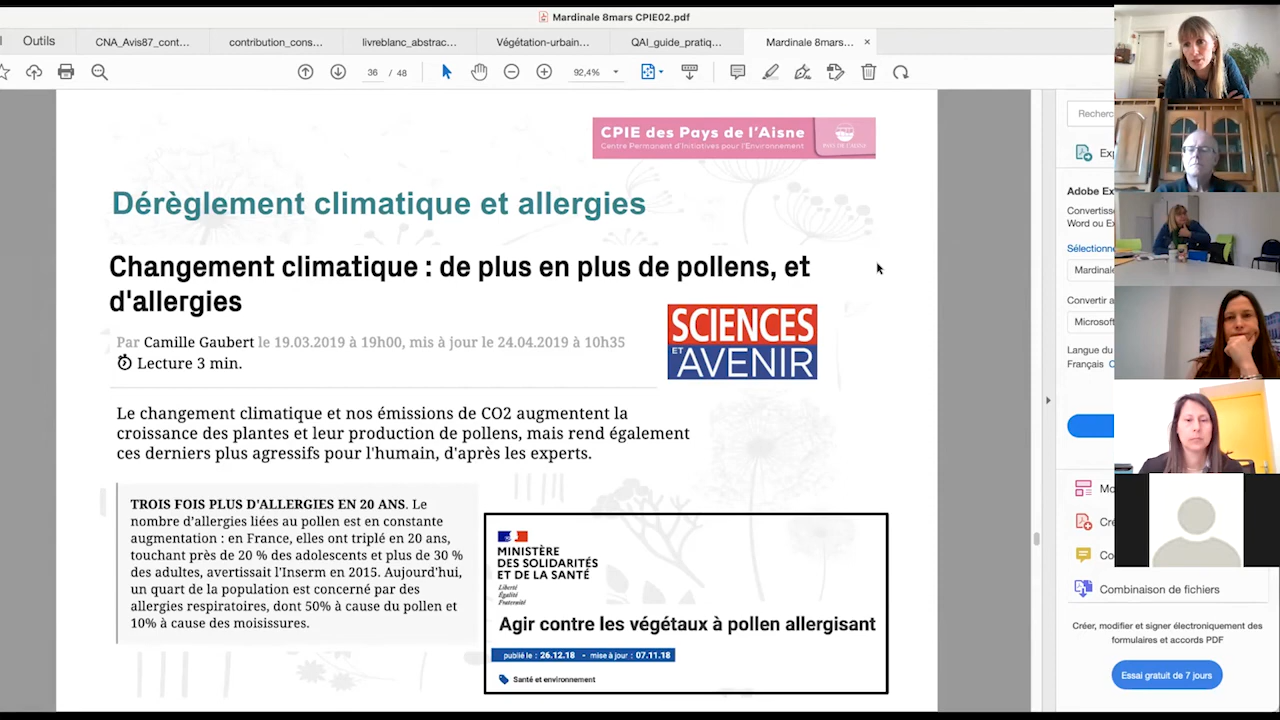 Mardinale 8mars CPIE02.pdf
Outils
CNA_Avis87_cont...
contribution_cons...
livreblanc_abstrac...
Végétation-urbain...
QAI_guide_pratiq...
Mardinale 8mars... ×
36 / 48
92,4%
CPIE des Pays de l'Aisne
Centre Permanent d'Initiatives pour l'Environnement
Dérèglement climatique et allergies
Changement climatique : de plus en plus de pollens, et
d'allergies
Par Camille Gaubert le 19.03.2019 à 19h00, mis à jour le 24.04.2019 à 10h35
Lecture 3 min.
SCIENCES
ET
AVENIR
Le changement climatique et nos émissions de CO2 augmentent la
croissance des plantes et leur production de pollens, mais rend également
ces derniers plus agressifs pour l'humain, d'après les experts.
TROIS FOIS PLUS D'ALLERGIES EN 20 ANS. Le
nombre d'allergies liées au pollen est en constante
augmentation : en France, elles ont triplé en 20 ans,
touchant près de 20 % des adolescents et plus de 30 %
des adultes, avertissait l'Inserm en 2015. Aujourd'hui,
un quart de la population est concerné par des
allergies respiratoires, dont 50% à cause du pollen et
10% à cause des moisissures.
MINISTÈRE
DES SOLIDARITÉS
ET DE LA SANTÉ
Liberté
Égalité
Fraternité
Agir contre les végétaux à pollen allergisant
publié le : 26.12.18 - mise à jour : 07.11.18
Santé et environnement
Recherc
Exp
Adobe Ex
Convertiss
Word ou Ex
Sélectionne
Mardinale
Convertir a
Microsoft
Langue du
Français
Mo
Cré
Co
Combinaison de fichiers
Créer, modifier et signer électroniquement des
formulaires et accords PDF
Essai gratuit de 7 jours